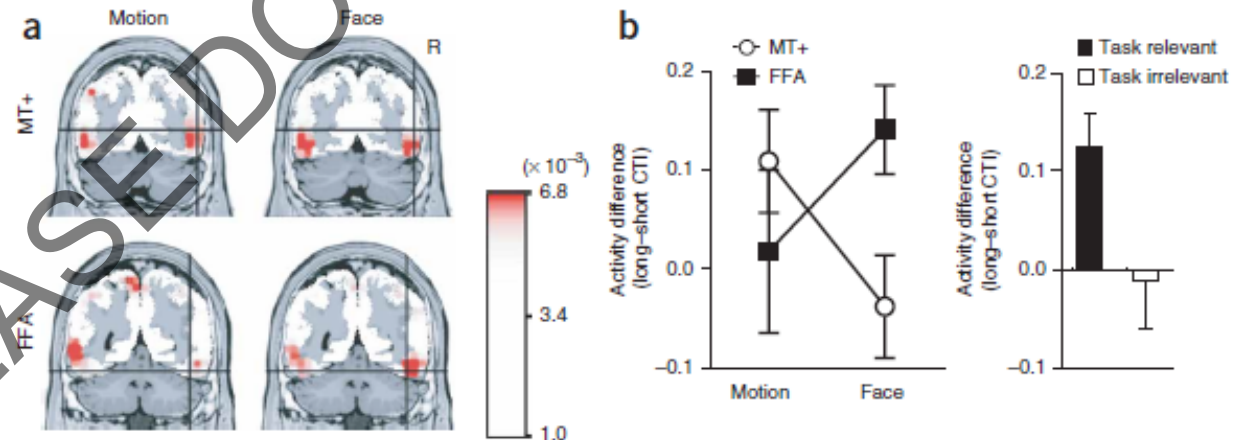 a
Motion
Face
R
MT+
FFA
(× 10⁻³)
6.8
3.4
1.0
b
MT+
FFA
0.2
0.1
0.0
–0.1
Activity difference
(long–short CTI)
Motion
Face
Task relevant
Task irrelevant
0.2
0.1
0.0
–0.1
Activity difference
(long–short CTI)
EASE DO